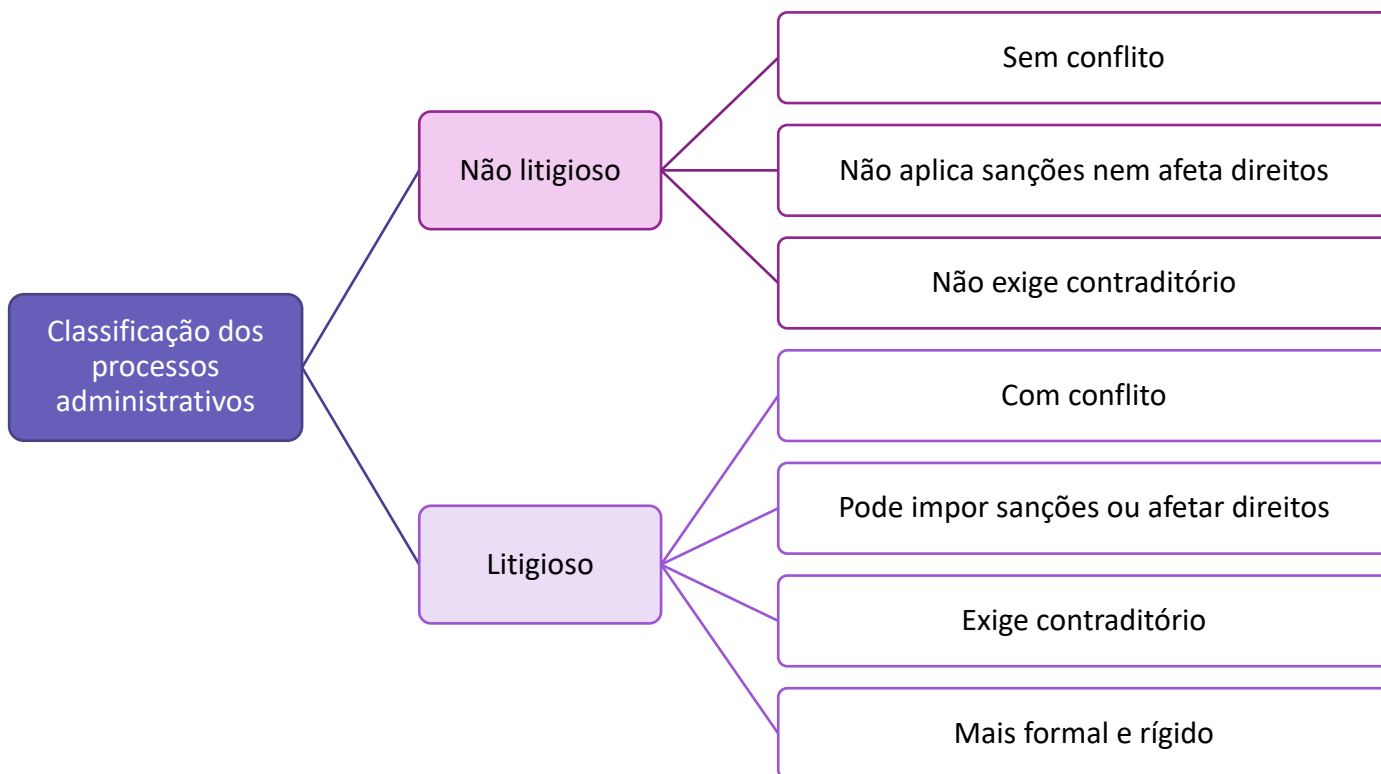 Classificação dos
processos
administrativos
Não litigioso
Sem conflito
Não aplica sanções nem afeta direitos
Não exige contraditório
Litigioso
Com conflito
Pode impor sanções ou afetar direitos
Exige contraditório
Mais formal e rígido